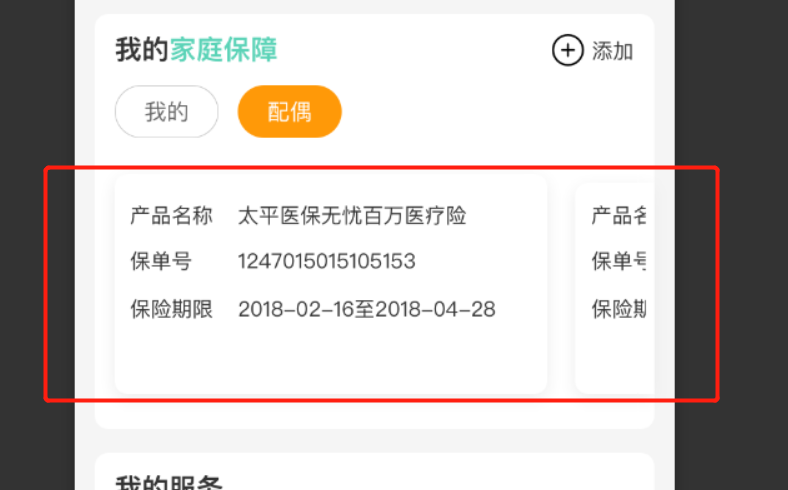 我的家庭保障
添加
我的
配偶
产品名称 太平医保无忧百万医疗险
保单号 1247015015105153
保险期限 2018-02-16至2018-04-28
产品名
保单号
保险期
我的服务